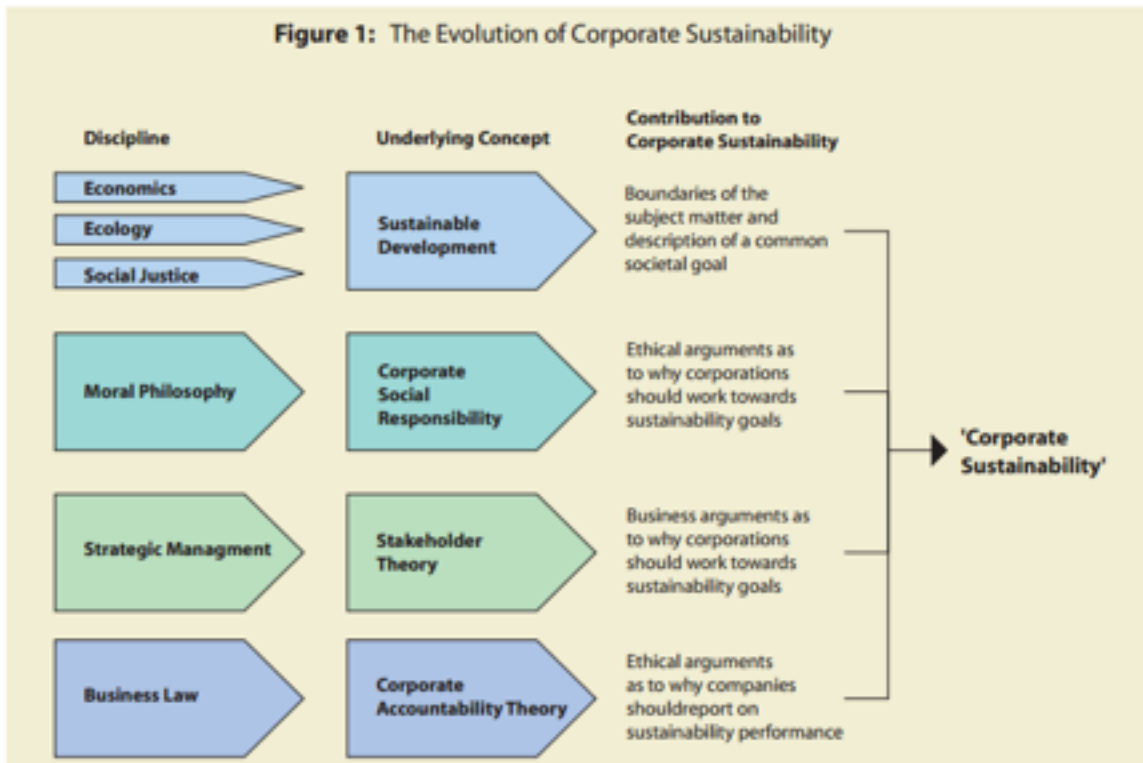 Figure 1: The Evolution of Corporate Sustainability
Discipline
Underlying Concept
Contribution to
Corporate Sustainability
Economics
Ecology
Social Justice
Sustainable
Development
Boundaries of the
subject matter and
description of a common
societal goal
Moral Philosophy
Corporate
Social
Responsibility
Ethical arguments as
to why corporations
should work towards
sustainability goals
Strategic Managment
Stakeholder
Theory
Business arguments as
to why corporations
should work towards
sustainability goals
Business Law
Corporate
Accountability Theory
Ethical arguments
as to why companies
shouldreport on
sustainability performance
'Corporate
Sustainability'